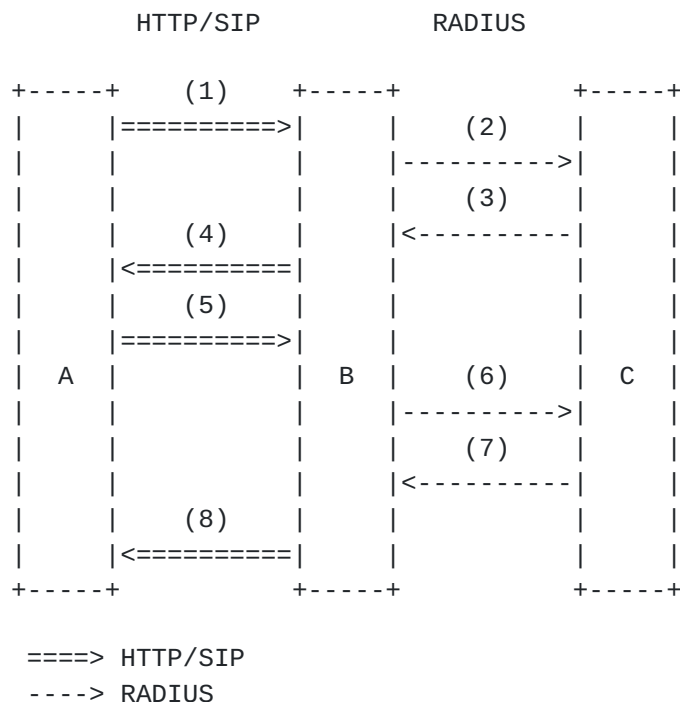 HTTP/SIP           RADIUS

       +-----+    (1)    +-----+           +-----+
       |     |==========>|     |    (2)    |     |
       |     |           |     |---------->|     |
       |     |           |     |    (3)    |     |
       |     |    (4)    |     |<----------|     |
       |     |<==========|     |           |     |
       |     |    (5)    |     |           |     |
       |     |==========>|     |           |     |
       |  A  |           |  B  |    (6)    |  C  |
       |     |           |     |---------->|     |
       |     |           |     |    (7)    |     |
       |     |           |     |<----------|     |
       |     |    (8)    |     |           |     |
       |     |<==========|     |           |     |
       +-----+           +-----+           +-----+

        ====> HTTP/SIP
        ----> RADIUS